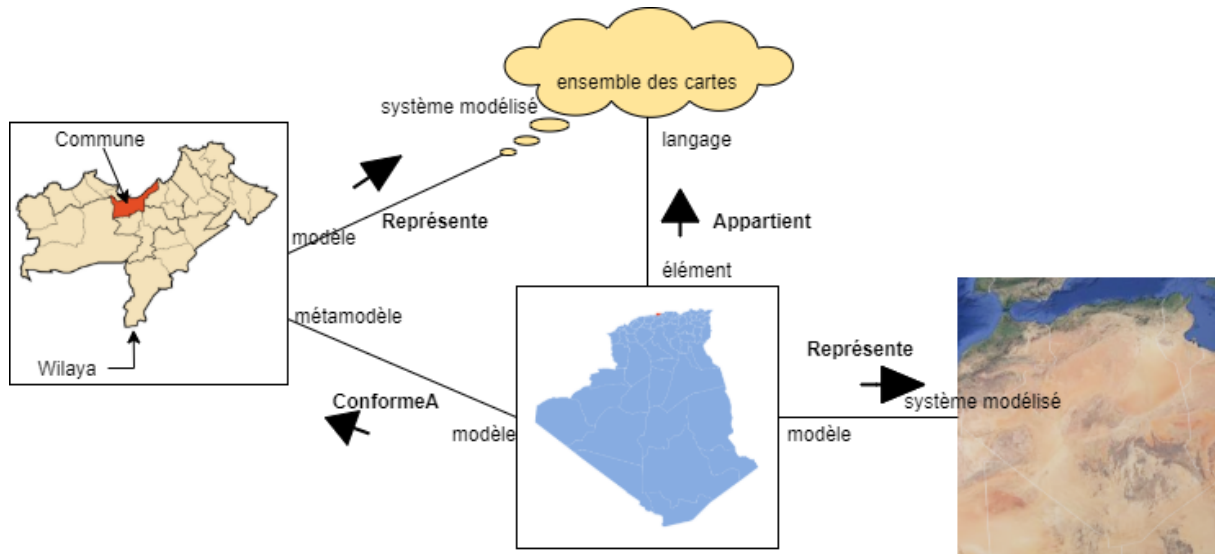 ensemble des cartes
système modélisé
langage
Commune
Représente
Appartient
modèle
élément
métamodèle
Wilaya
ConformeA
modèle
Représente
système modélisé
modèle